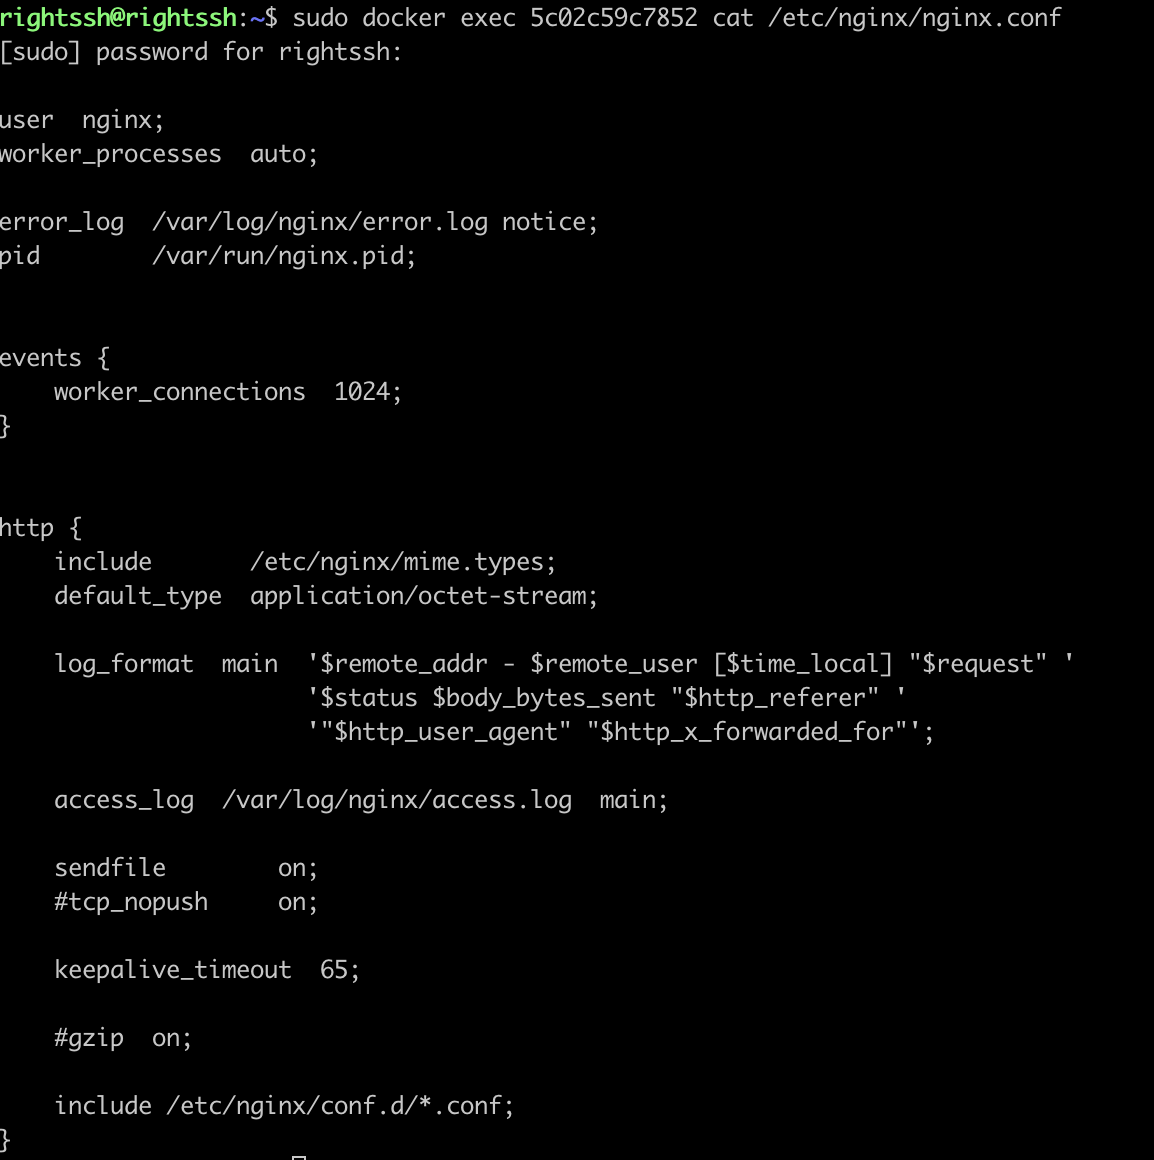 rightssh@rightssh:~$ sudo docker exec 5c02c59c7852 cat /etc/nginx/nginx.conf
[sudo] password for rightssh:
user  nginx;
worker_processes  auto;
error_log  /var/log/nginx/error.log notice;
pid        /var/run/nginx.pid;
events {
    worker_connections  1024;
}
http {
    include       /etc/nginx/mime.types;
    default_type  application/octet-stream;
    log_format  main  '$remote_addr - $remote_user [$time_local] "$request" '
                      '$status $body_bytes_sent "$http_referer" '
                      '"$http_user_agent" "$http_x_forwarded_for"';
    access_log  /var/log/nginx/access.log  main;
    sendfile        on;
    #tcp_nopush     on;
    keepalive_timeout  65;
    #gzip  on;
    include /etc/nginx/conf.d/*.conf;
}